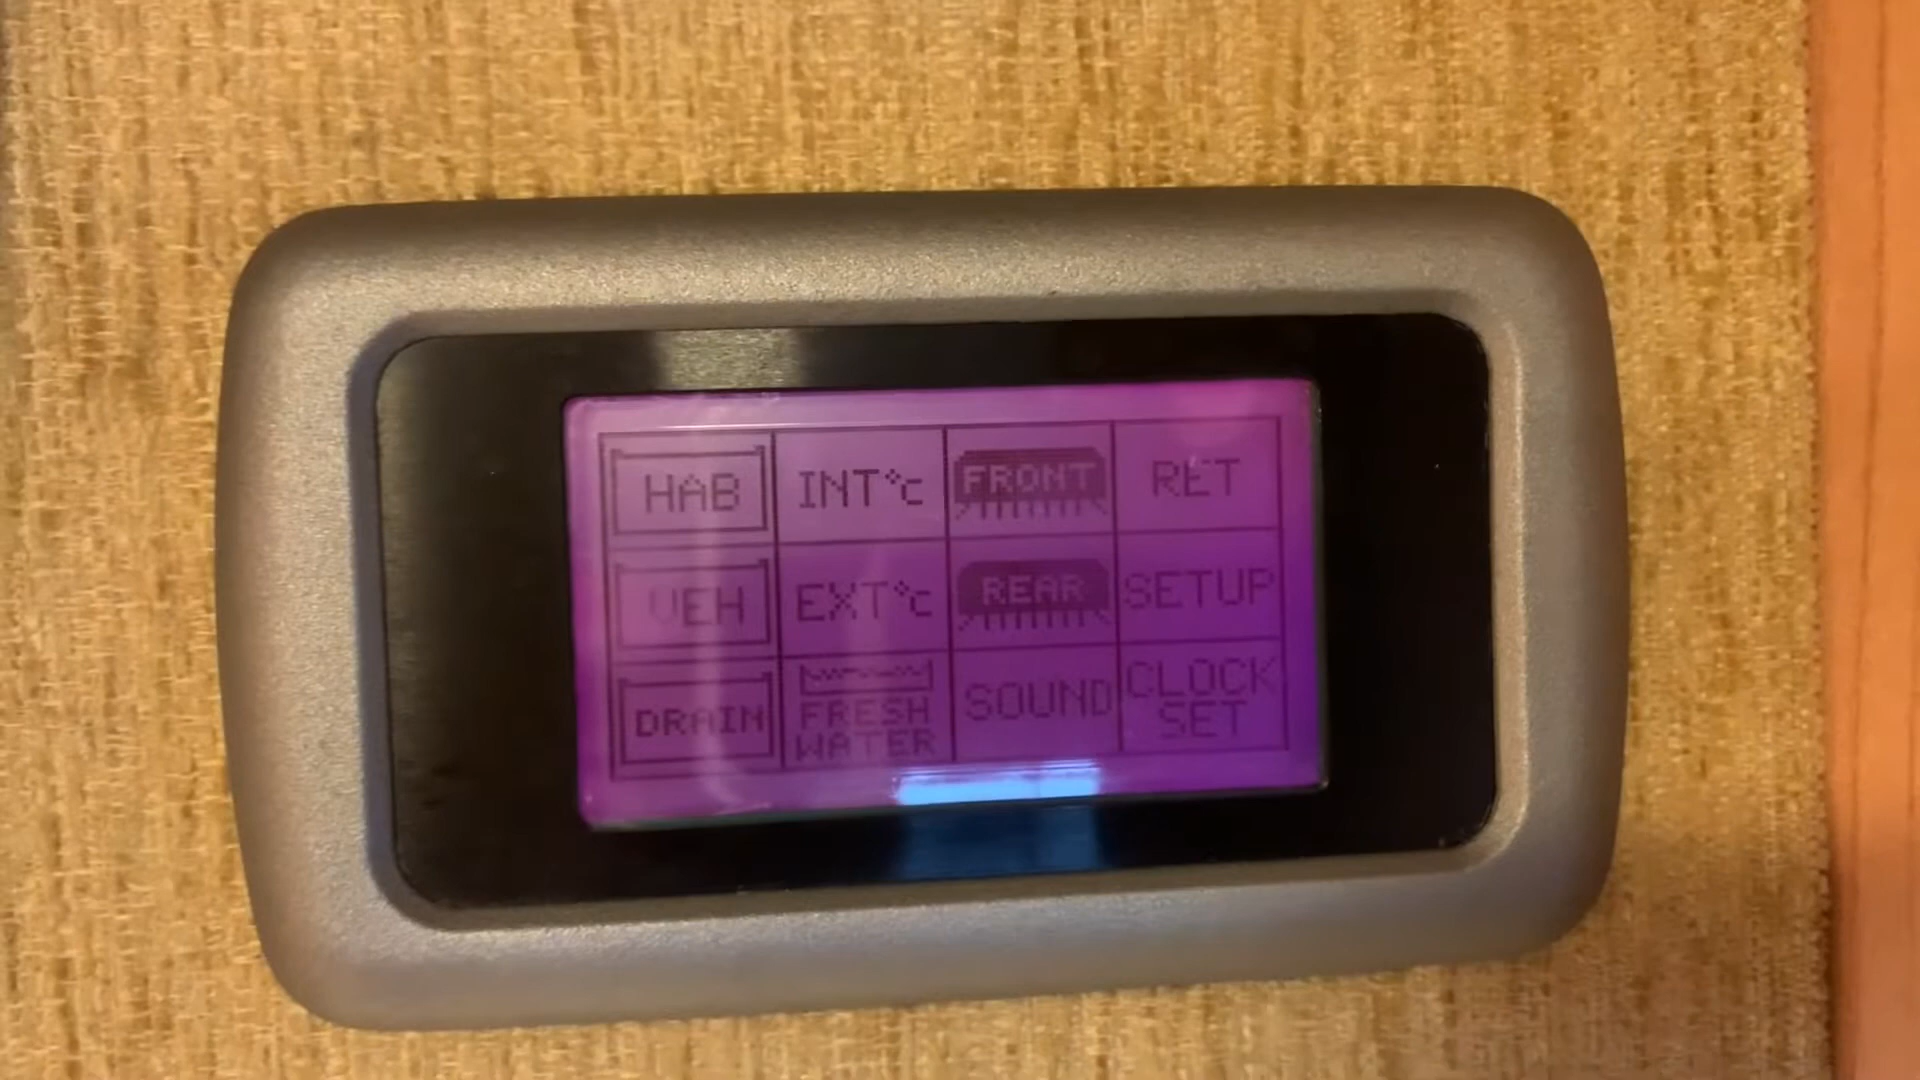 HAB INT°C FRONT RET
VEH EXT°C REAR SETUP
DRAIN FRESH WATER SOUND CLOCK SET